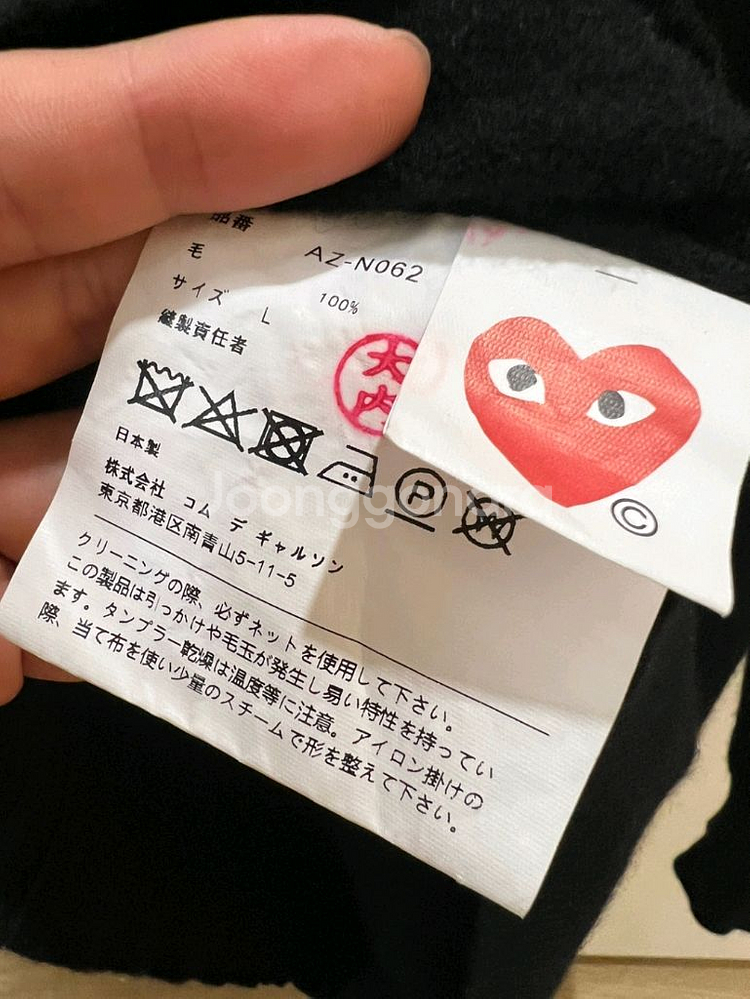 品番
AZ-N062
毛
100%
サイズ L
縫製責任者
大
内
P
日本製
株式会社 コム デ ギャルソン
東京都港区南青山5-11-5
クリーニングの際、必ずネットを使用して下さい。
この製品は引っかけや毛玉が発生し易い特性を持ってい
ます。タンブラー乾燥は温度等に注意。アイロン掛けの
際、当て布を使い少量のスチームで形を整えて下さい。
©
Joonggonara